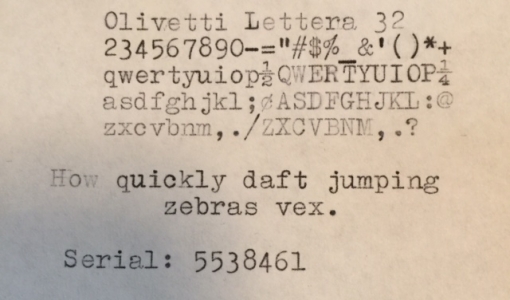 Olivetti Lettera 32
234567890-="#$%_&'()*+
qwertyuiop½QWERTYUIOP¼
asdfghjkl;¢ASDFGHJKL:@
zxcvbnm,./ZXCVBNM,.?
How quickly daft jumping
zebras vex.
Serial: 5538461